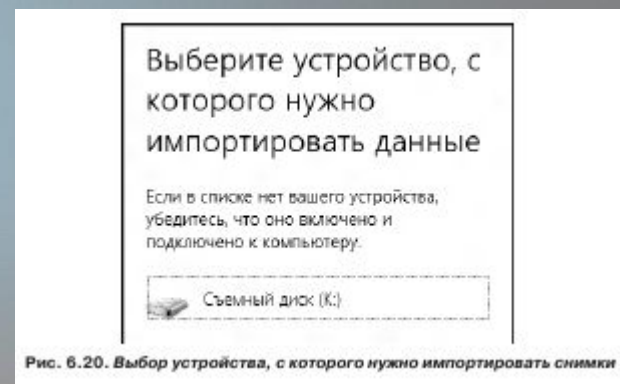 Выберите устройство, с
которого нужно
импортировать данные
Если в списке нет вашего устройства,
убедитесь, что оно включено и
подключено к компьютеру.
Съемный диск (K:)
Рис. 6.20. Выбор устройства, с которого нужно импортировать снимки